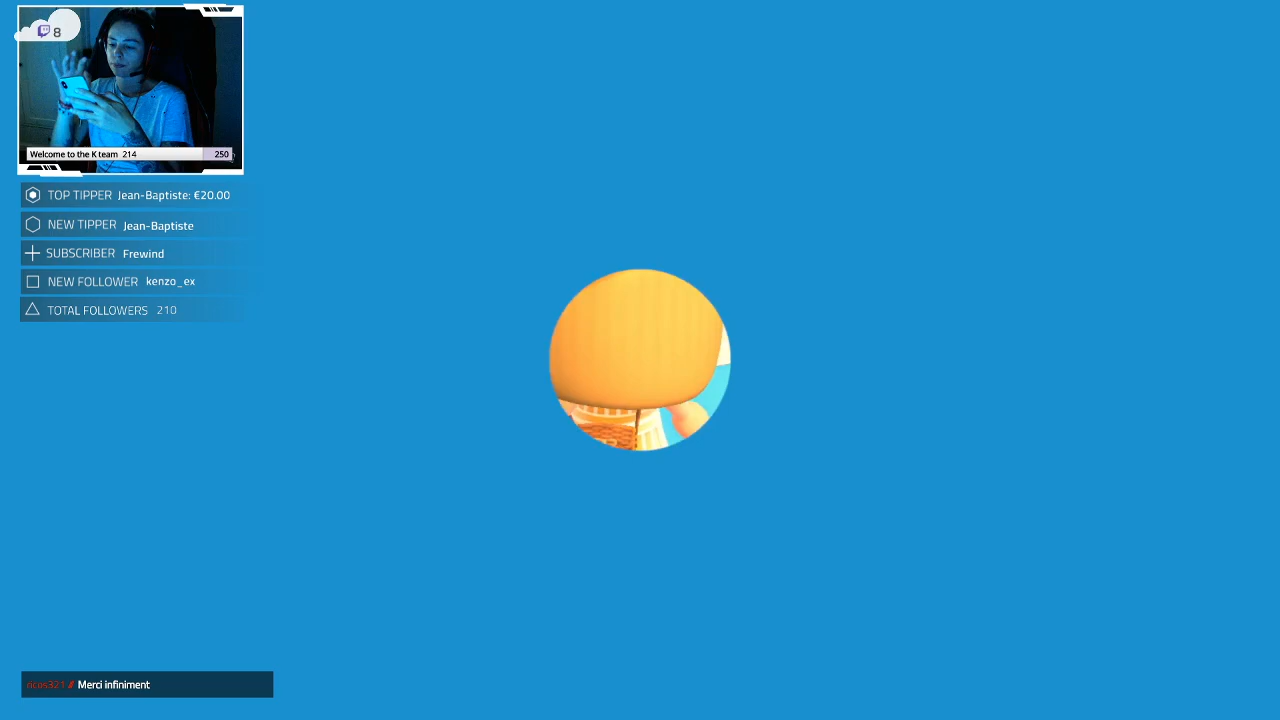 8
Welcome to the K team 214 250
TOP TIPPER Jean-Baptiste: €20.00
NEW TIPPER Jean-Baptiste
SUBSCRIBER Frewind
NEW FOLLOWER kenzo_ex
TOTAL FOLLOWERS 210
ricos321 Merci infiniment